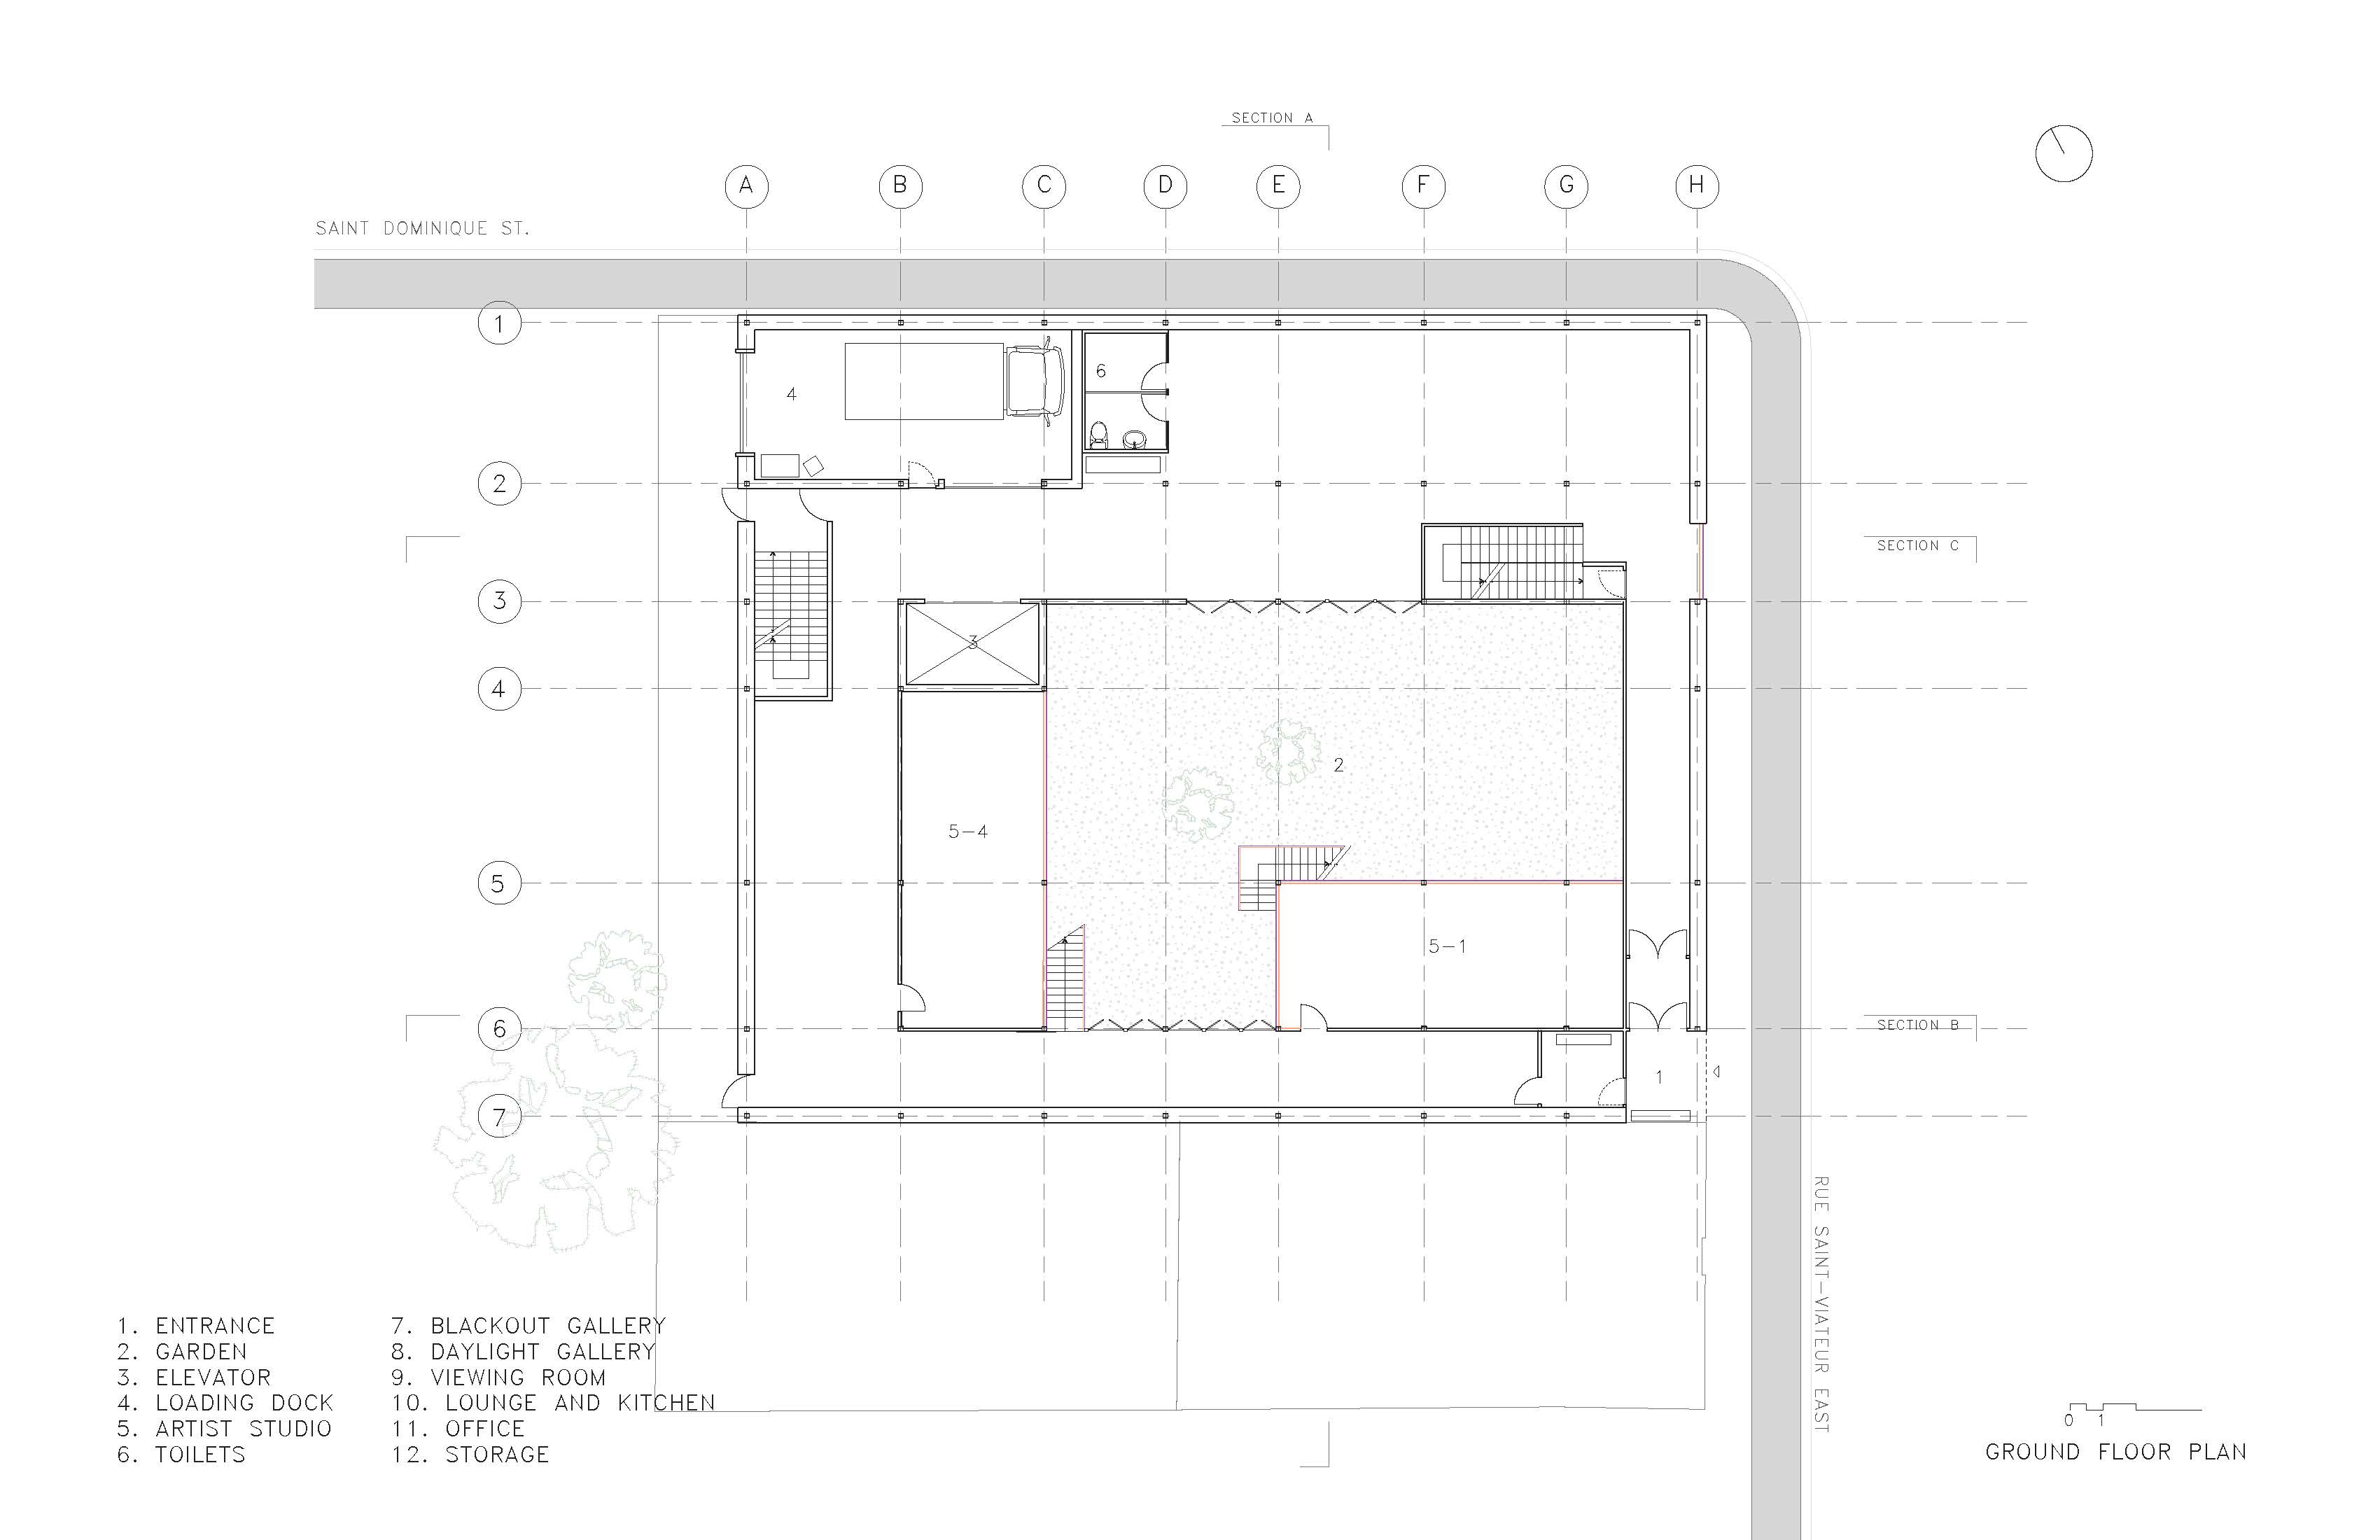 SECTION A
A B C D E F G H
SAINT DOMINIQUE ST.
1
6
4
2
SECTION C
3
3
4
2
5-4
5
5-1
6
SECTION B
1
7
RUE SAINT-VIATEUR EAST
1. ENTRANCE
2. GARDEN
3. ELEVATOR
4. LOADING DOCK
5. ARTIST STUDIO
6. TOILETS
7. BLACKOUT GALLERY
8. DAYLIGHT GALLERY
9. VIEWING ROOM
10. LOUNGE AND KITCHEN
11. OFFICE
12. STORAGE
0 1
GROUND FLOOR PLAN